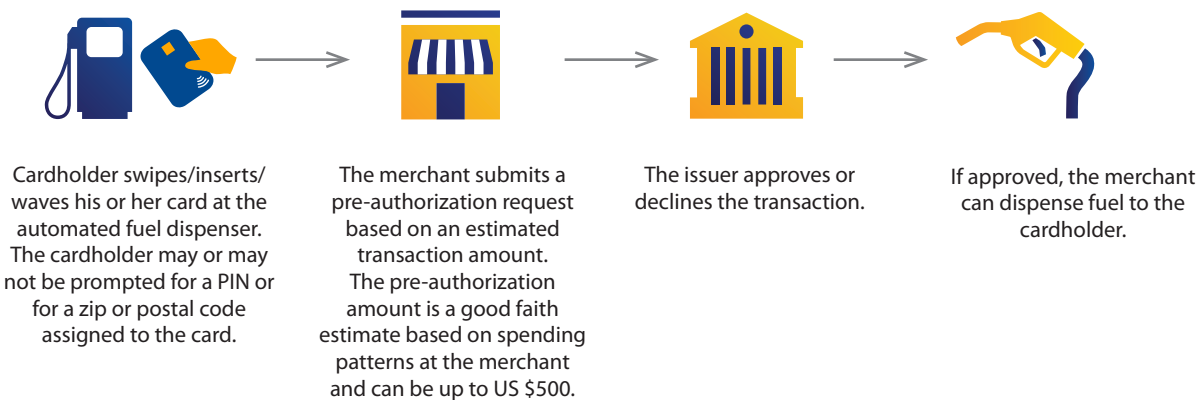 Cardholder swipes/inserts/
waves his or her card at the
automated fuel dispenser.
The cardholder may or may
not be prompted for a PIN or
for a zip or postal code
assigned to the card.
The merchant submits a
pre-authorization request
based on an estimated
transaction amount.
The pre-authorization
amount is a good faith
estimate based on spending
patterns at the merchant
and can be up to US $500.
The issuer approves or
declines the transaction.
If approved, the merchant
can dispense fuel to the
cardholder.